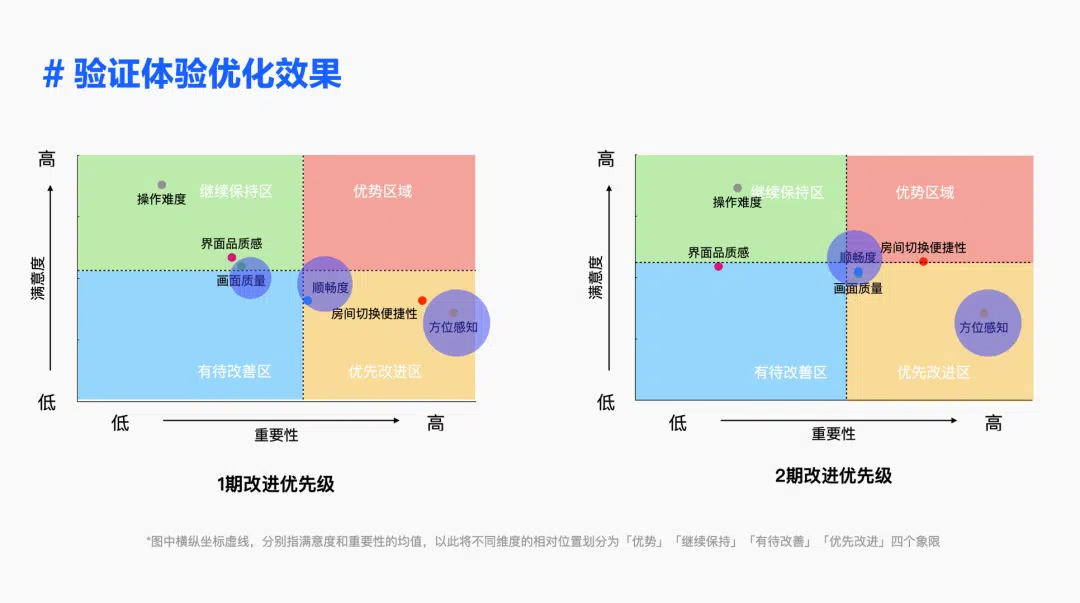 # 验证体验优化效果
高
继续保持区
优势区域
操作难度
界面品质感
画面质量
顺畅度
房间切换便捷性
方位感知
满意度
有待改善区
优先改进区
低
低
重要性
高
1期改进优先级
高
继续保持区
优势区域
操作难度
界面品质感
顺畅度
房间切换便捷性
画面质量
方位感知
满意度
有待改善区
优先改进区
低
低
重要性
高
2期改进优先级
*图中横纵坐标虚线，分别指满意度和重要性的均值，以此将不同维度的相对位置划分为「优势」「继续保持」「有待改善」「优先改进」四个象限